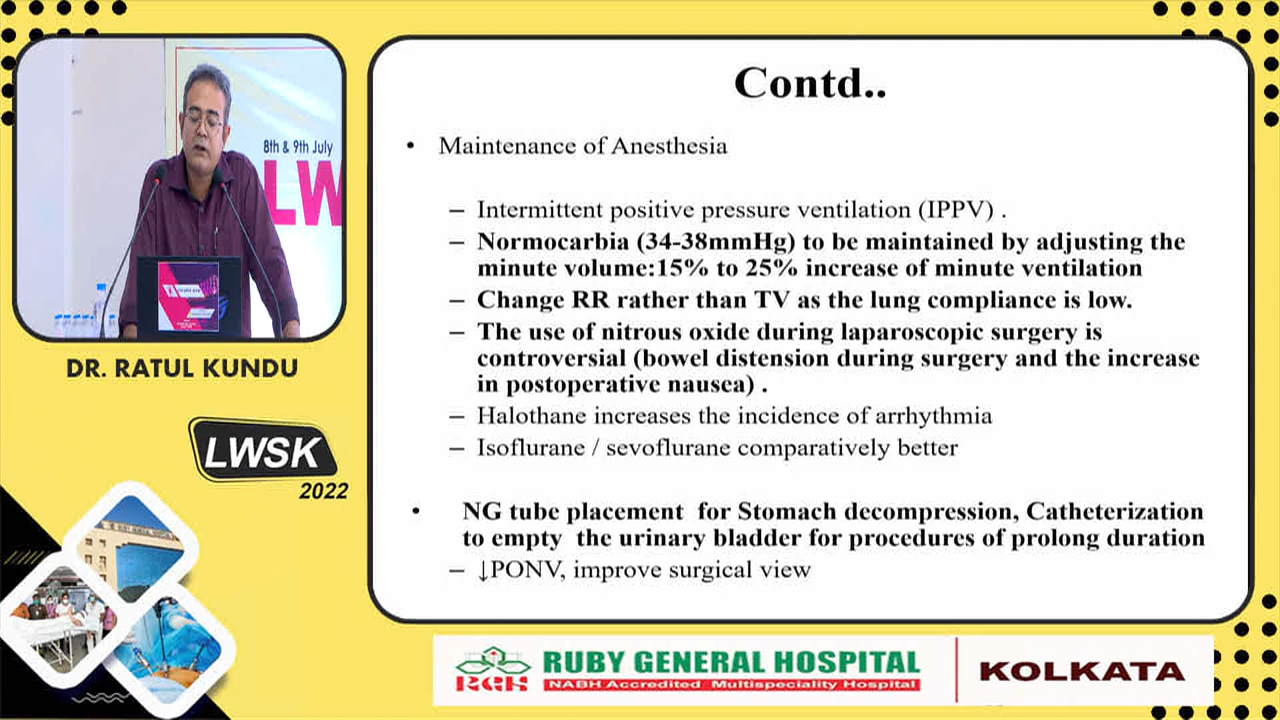 8th & 9th July
LW
DR. RATUL KUNDU
LWSK
2022
Contd..
• Maintenance of Anesthesia
– Intermittent positive pressure ventilation (IPPV) .
– Normocarbia (34-38mmHg) to be maintained by adjusting the
minute volume:15% to 25% increase of minute ventilation
– Change RR rather than TV as the lung compliance is low.
– The use of nitrous oxide during laparoscopic surgery is
controversial (bowel distension during surgery and the increase
in postoperative nausea) .
– Halothane increases the incidence of arrhythmia
– Isoflurane / sevoflurane comparatively better
• NG tube placement for Stomach decompression, Catheterization
to empty the urinary bladder for procedures of prolong duration
– ↓PONV, improve surgical view
RGH
RUBY GENERAL HOSPITAL
NABH Accredited Multispeciality Hospital
KOLKATA